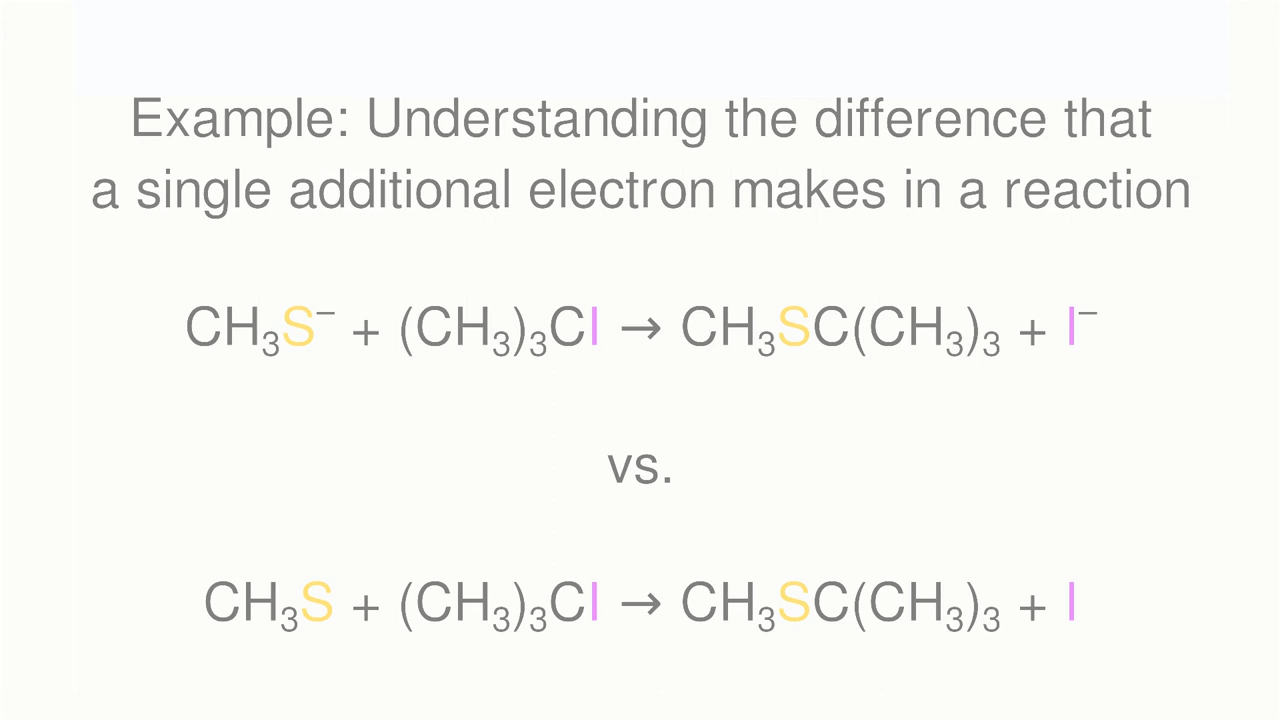 Example: Understanding the difference that
a single additional electron makes in a reaction
CH₃S⁻ + (CH₃)₃CI → CH₃SC(CH₃)₃ + I⁻
vs.
CH₃S + (CH₃)₃CI → CH₃SC(CH₃)₃ + I